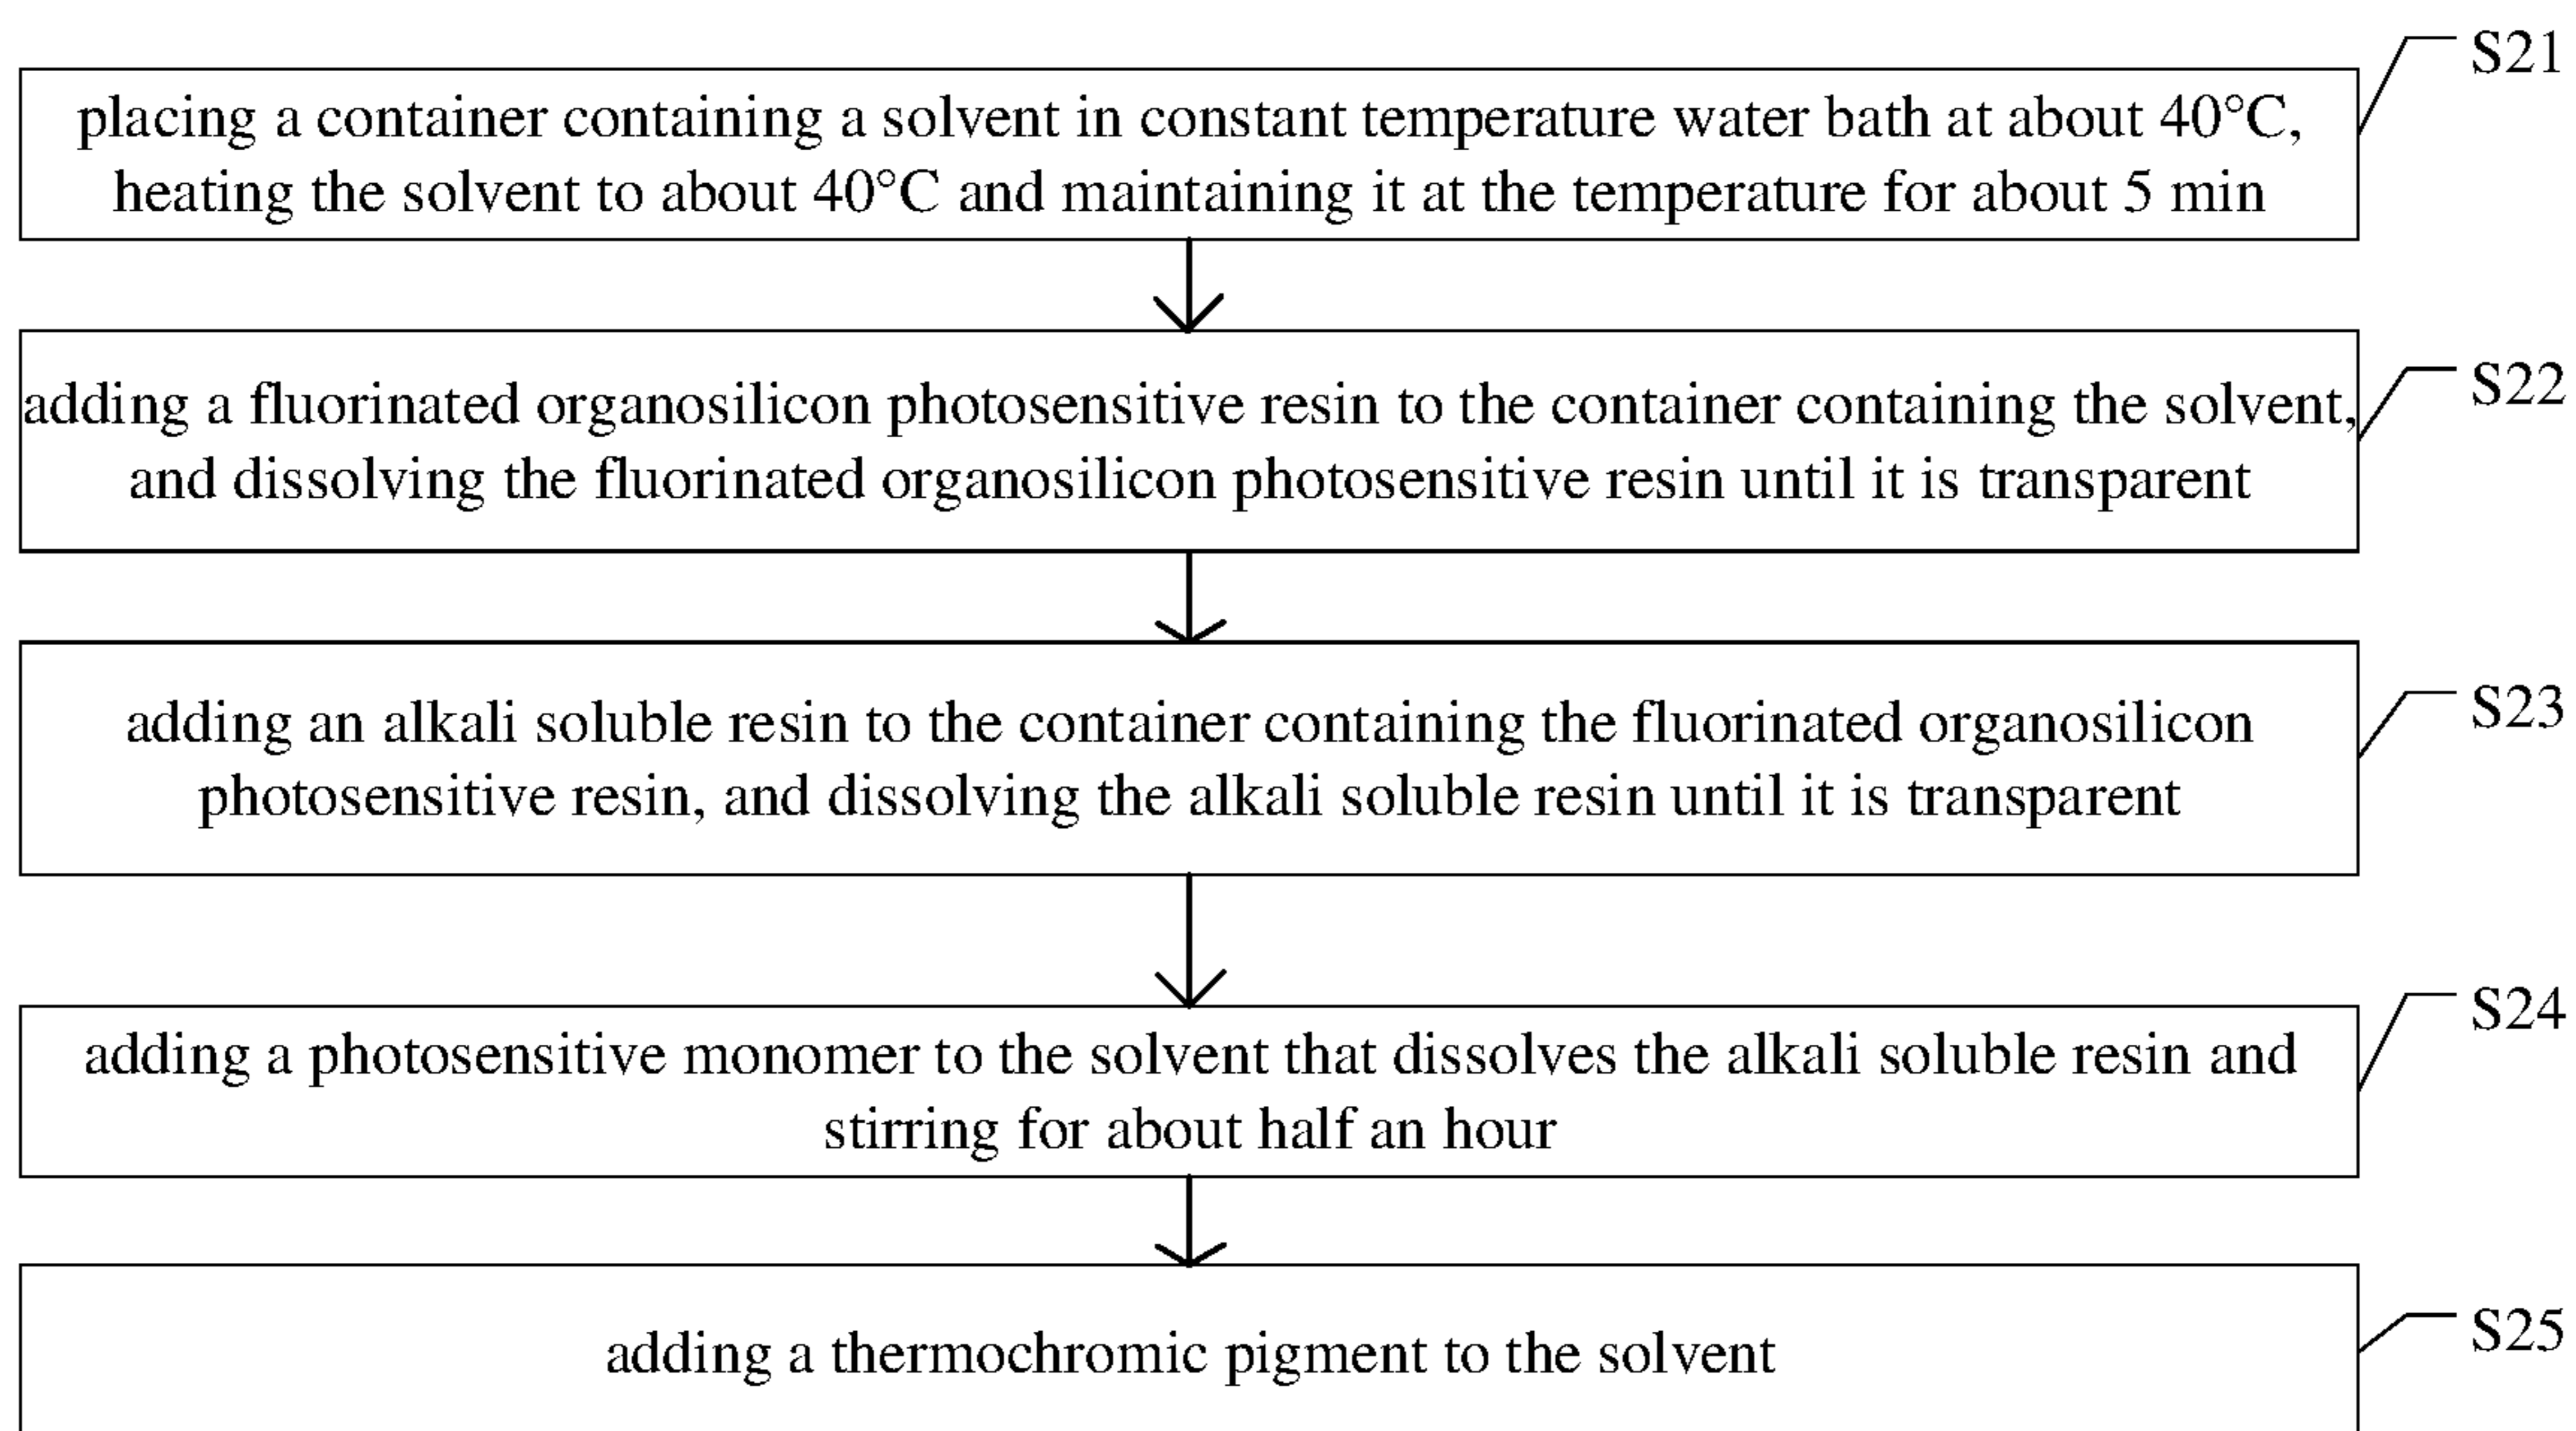 S21
placing a container containing a solvent in constant temperature water bath at about 40°C,
heating the solvent to about 40°C and maintaining it at the temperature for about 5 min
S22
adding a fluorinated organosilicon photosensitive resin to the container containing the solvent,
and dissolving the fluorinated organosilicon photosensitive resin until it is transparent
S23
adding an alkali soluble resin to the container containing the fluorinated organosilicon
photosensitive resin, and dissolving the alkali soluble resin until it is transparent
S24
adding a photosensitive monomer to the solvent that dissolves the alkali soluble resin and
stirring for about half an hour
S25
adding a thermochromic pigment to the solvent